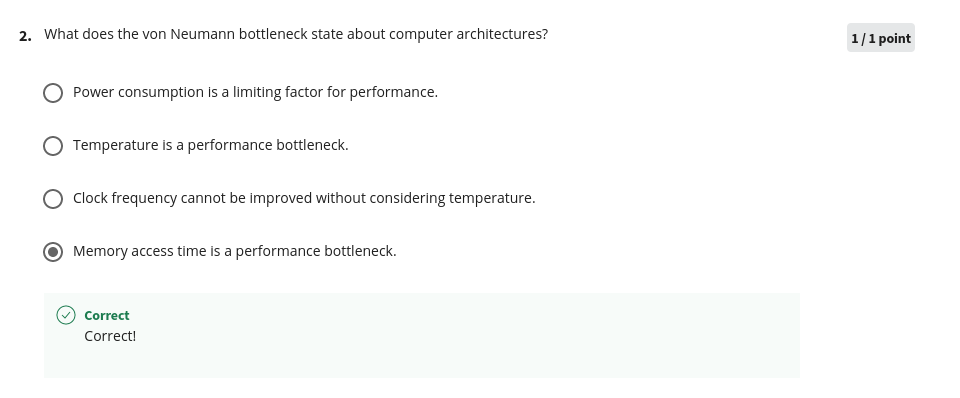 2. What does the von Neumann bottleneck state about computer architectures?
1 / 1 point
Power consumption is a limiting factor for performance.
Temperature is a performance bottleneck.
Clock frequency cannot be improved without considering temperature.
Memory access time is a performance bottleneck.
Correct
Correct!